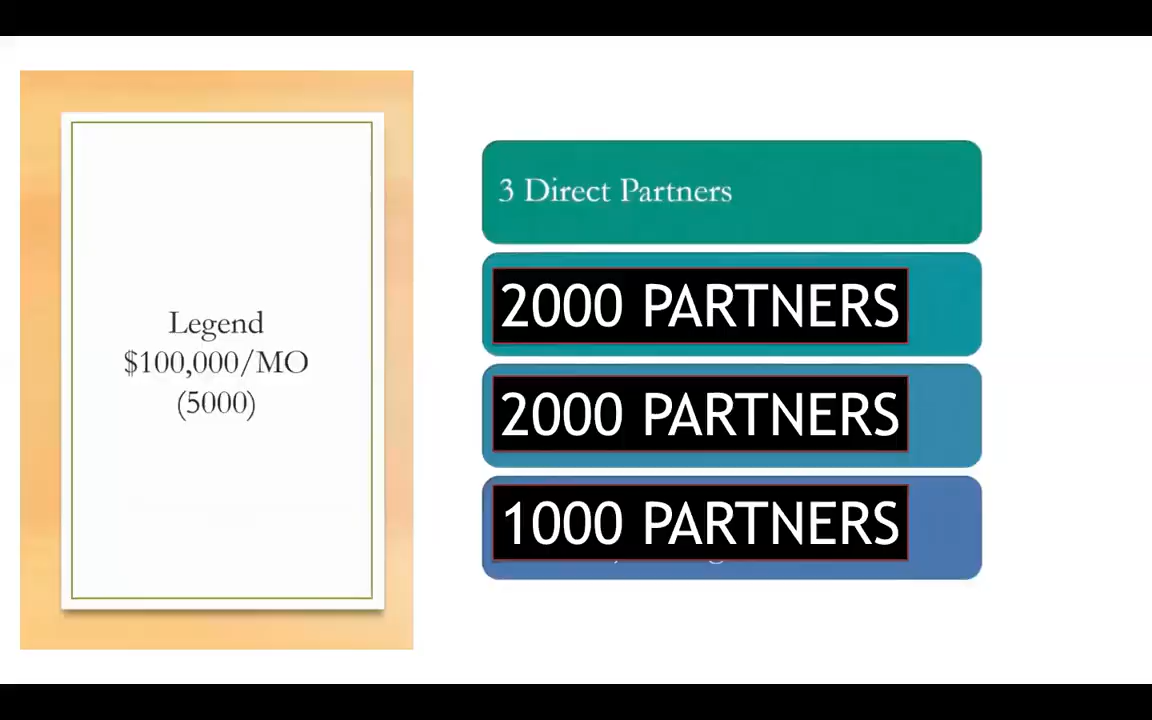 Legend
$100,000/MO
(5000)
3 Direct Partners
2000 PARTNERS
2000 PARTNERS
1000 PARTNERS